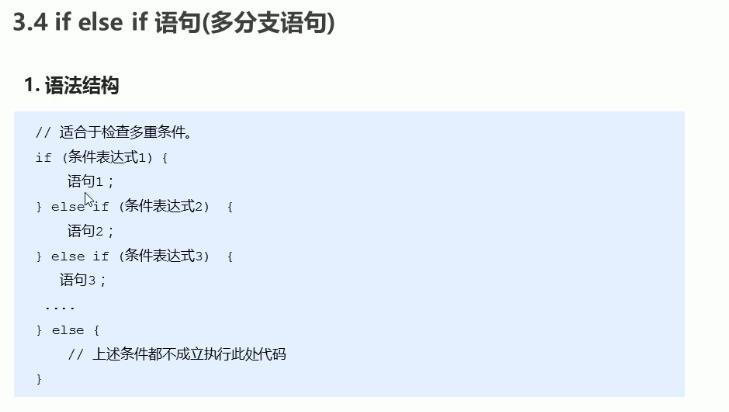 3.4 if else if 语句(多分支语句)
1. 语法结构
// 适合于检查多重条件。
if (条件表达式1) {
语句1;
} else if (条件表达式2) {
语句2;
} else if (条件表达式3) {
语句3;
....
} else {
// 上述条件都不成立执行此处代码
}